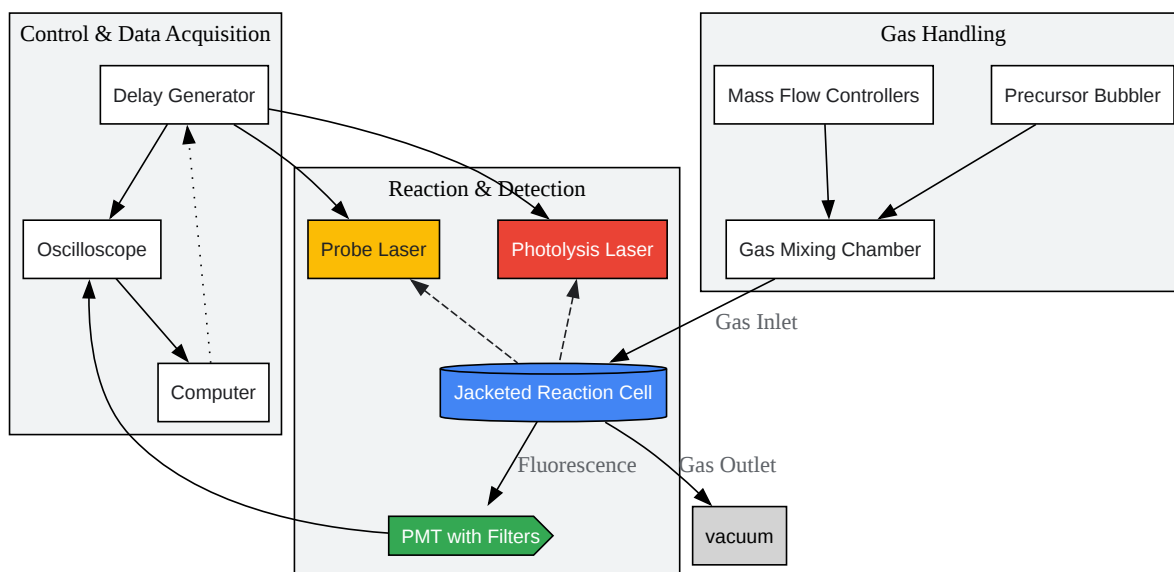 Control & Data Acquisition
Gas Handling
Delay Generator
Mass Flow Controllers
Precursor Bubbler
Reaction & Detection
Oscilloscope
Probe Laser
Photolysis Laser
Gas Mixing Chamber
Gas Inlet
Computer
Jacketed Reaction Cell
Fluorescence
Gas Outlet
PMT with Filters
vacuum